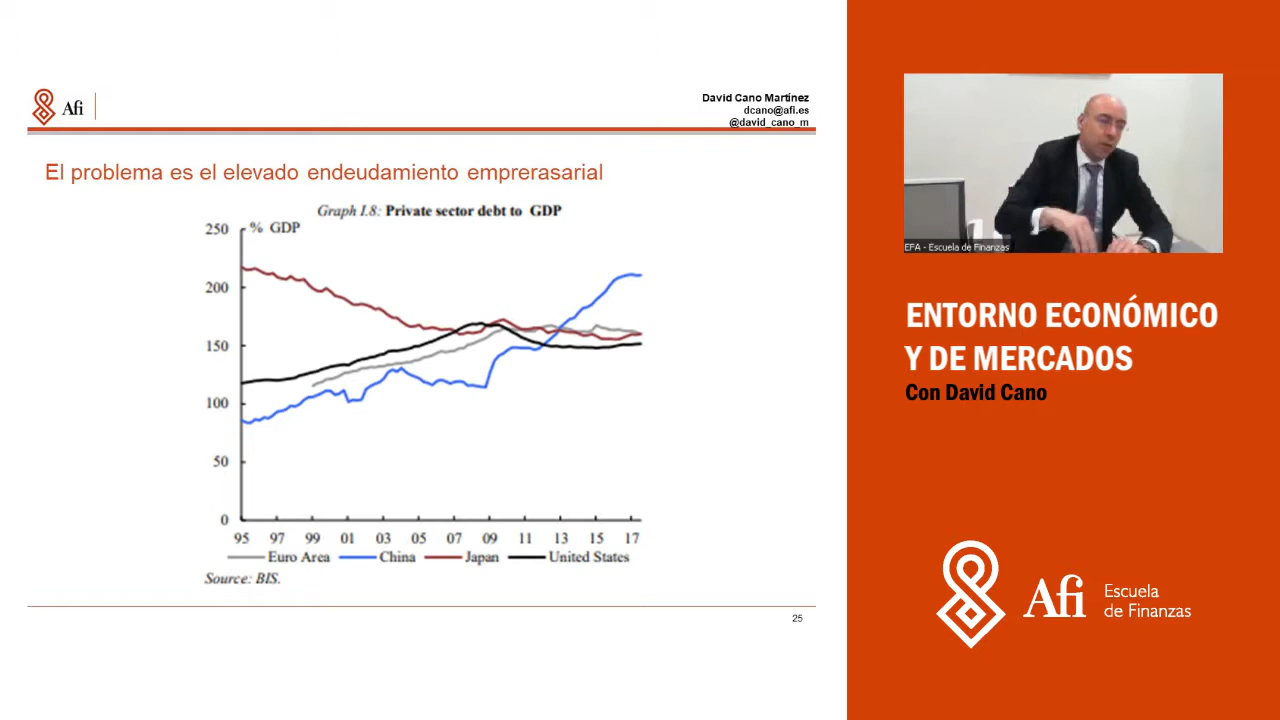 Afi
David Cano Martínez
dcano@afi.es
@david_cano_m
El problema es el elevado endeudamiento emprerasarial
Graph I.8: Private sector debt to GDP
% GDP
250
200
150
100
50
0
95 97 99 01 03 05 07 09 11 13 15 17
Euro Area China Japan United States
Source: BIS.
25
EFA - Escuela de Finanzas
ENTORNO ECONÓMICO
Y DE MERCADOS
Con David Cano
Afi
Escuela
de Finanzas